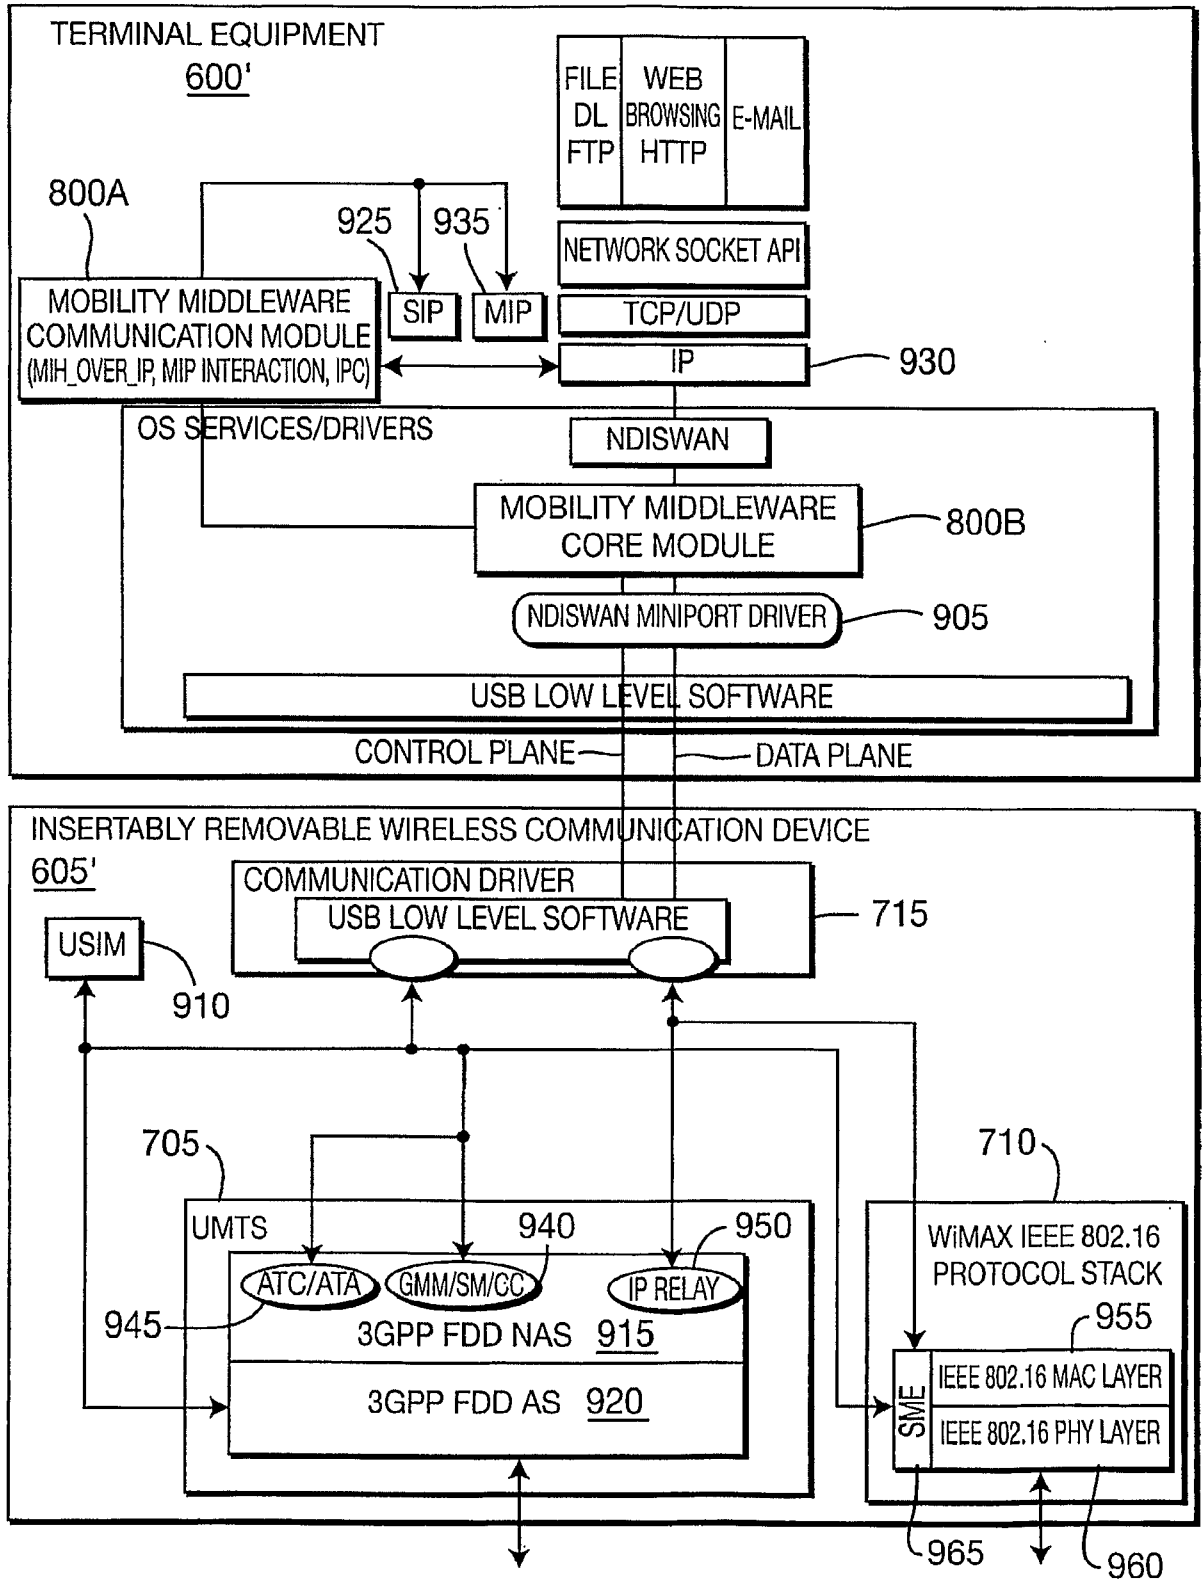 TERMINAL EQUIPMENT
600'
FILE
DL
FTP
WEB
BROWSING
HTTP
E-MAIL
800A
925
935
NETWORK SOCKET API
MOBILITY MIDDLEWARE
COMMUNICATION MODULE
(MIH_OVER_IP, MIP INTERACTION, IPC)
SIP
MIP
TCP/UDP
IP
930
OS SERVICES/DRIVERS
NDISWAN
MOBILITY MIDDLEWARE
CORE MODULE
800B
NDISWAN MINIPORT DRIVER
905
USB LOW LEVEL SOFTWARE
CONTROL PLANE
DATA PLANE
INSERTABLY REMOVABLE WIRELESS COMMUNICATION DEVICE
605'
COMMUNICATION DRIVER
USB LOW LEVEL SOFTWARE
715
USIM
910
705
710
UMTS
940
950
WiMAX IEEE 802.16
PROTOCOL STACK
ATC/ATA
GMM/SM/CC
IP RELAY
945
3GPP FDD NAS 915
955
3GPP FDD AS 920
SME
IEEE 802.16 MAC LAYER
IEEE 802.16 PHY LAYER
965
960